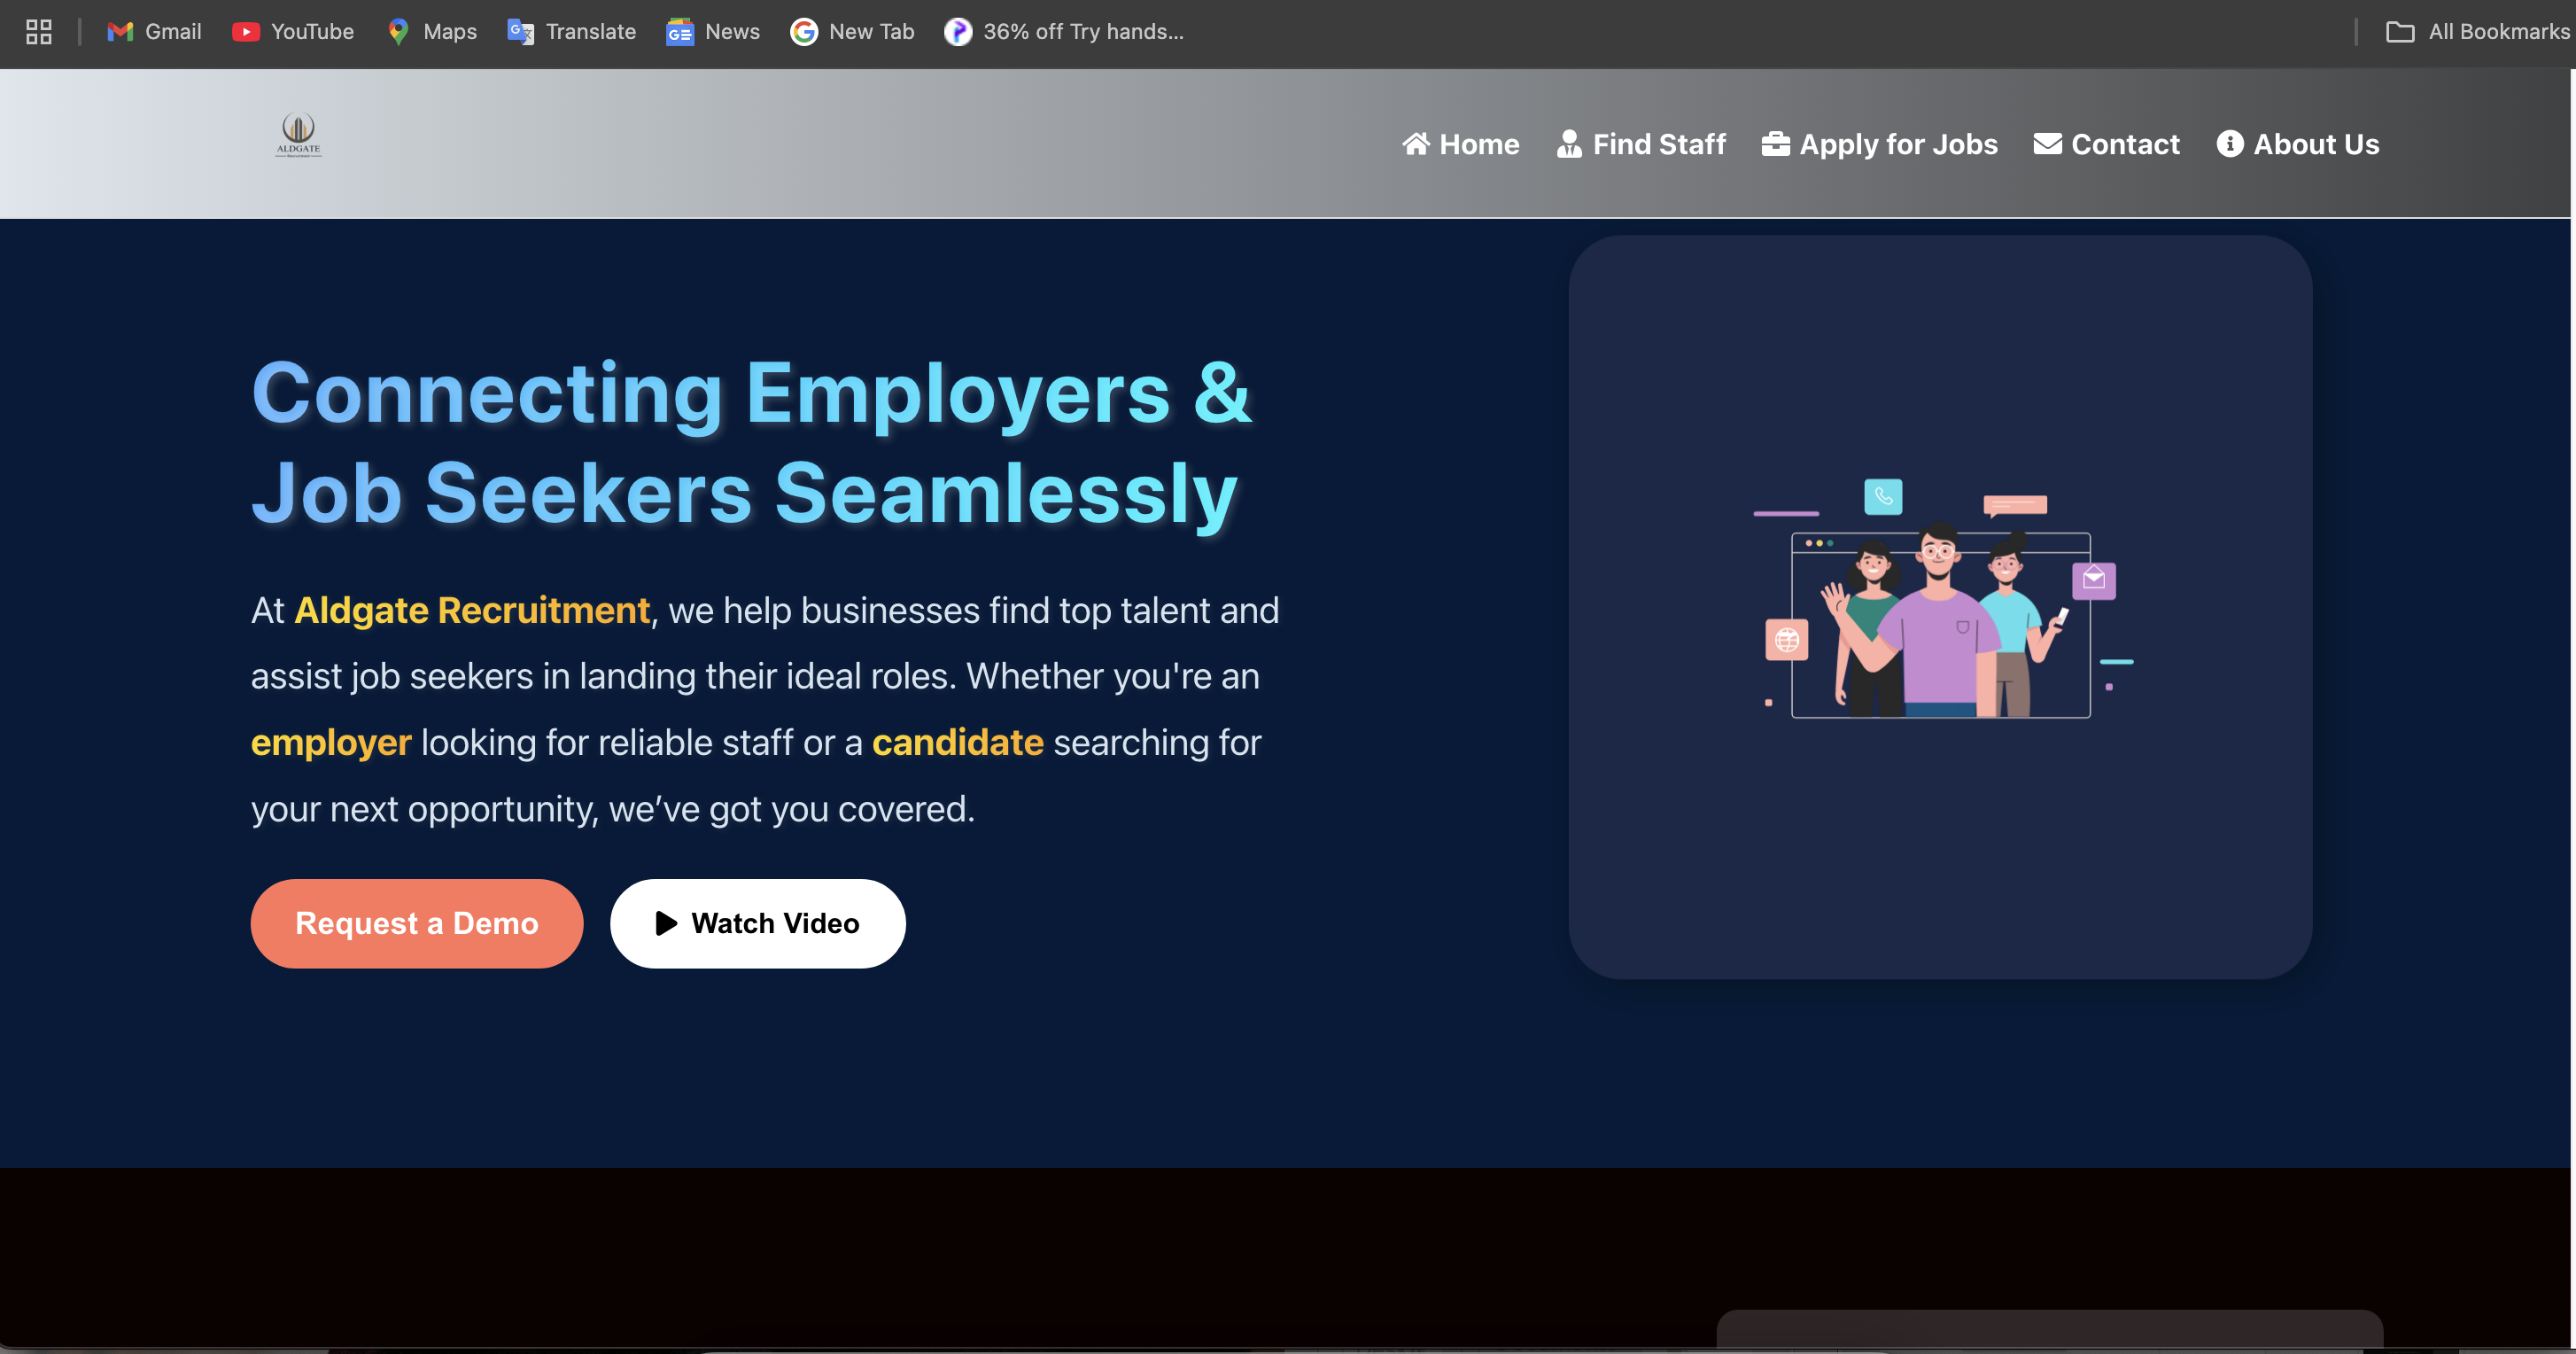 Gmail YouTube Maps Translate News New Tab 36% off Try hands... All Bookmarks
ALDGATE
Home Find Staff Apply for Jobs Contact About Us
Connecting Employers &
Job Seekers Seamlessly
At Aldgate Recruitment, we help businesses find top talent and
assist job seekers in landing their ideal roles. Whether you're an
employer looking for reliable staff or a candidate searching for
your next opportunity, we’ve got you covered.
Request a Demo Watch Video